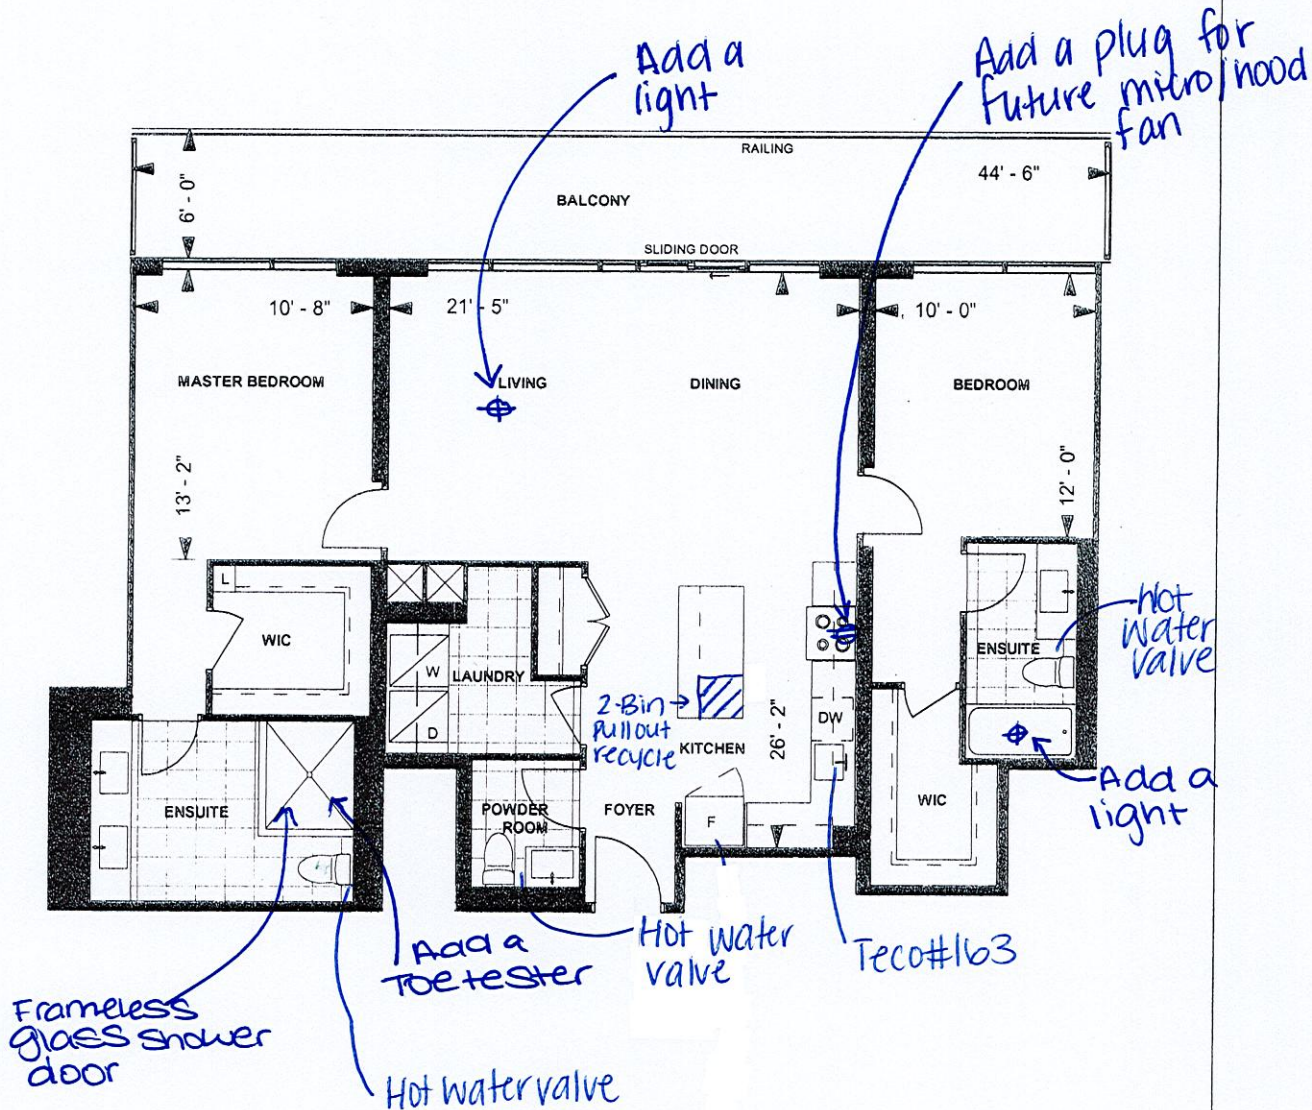 Add a
light
Add a plug for
future micro/hood
fan
RAILING
44' - 6"
6' - 0"
BALCONY
SLIDING DOOR
10' - 8"
21' - 5"
10' - 0"
MASTER BEDROOM
LIVING
DINING
BEDROOM
13' - 2"
12' - 0"
L
WIC
W
LAUNDRY
D
2-Bin
pullout
recycle
KITCHEN
26' - 2"
DW
ENSUITE
Hot
water
valve
ENSUITE
POWDER
ROOM
FOYER
F
WIC
Add a
light
Add a
Toe tester
Hot water
valve
Teco#163
Frameless
glass shower
door
Hot water valve